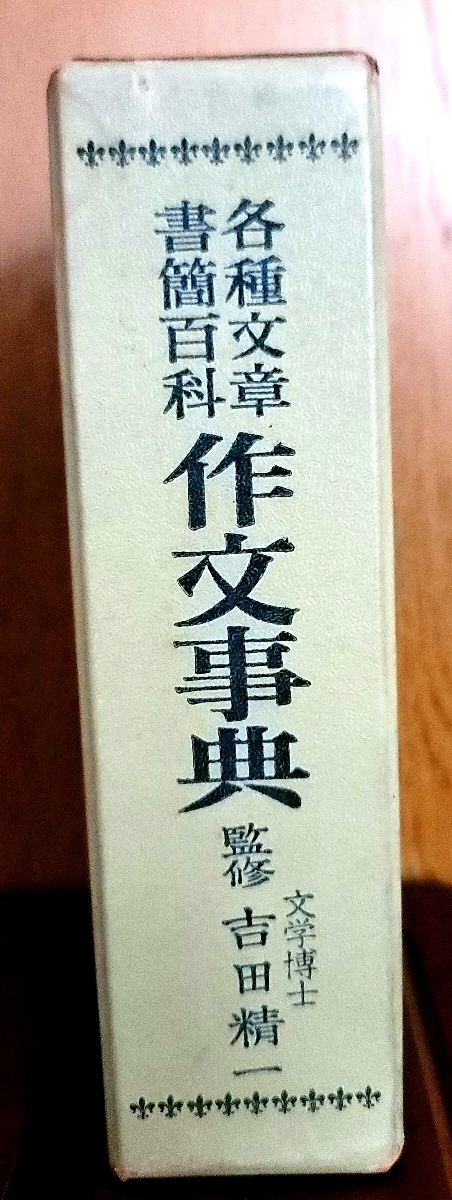 各種文章
書簡百科
作文事典
監修
文学博士
吉田精一